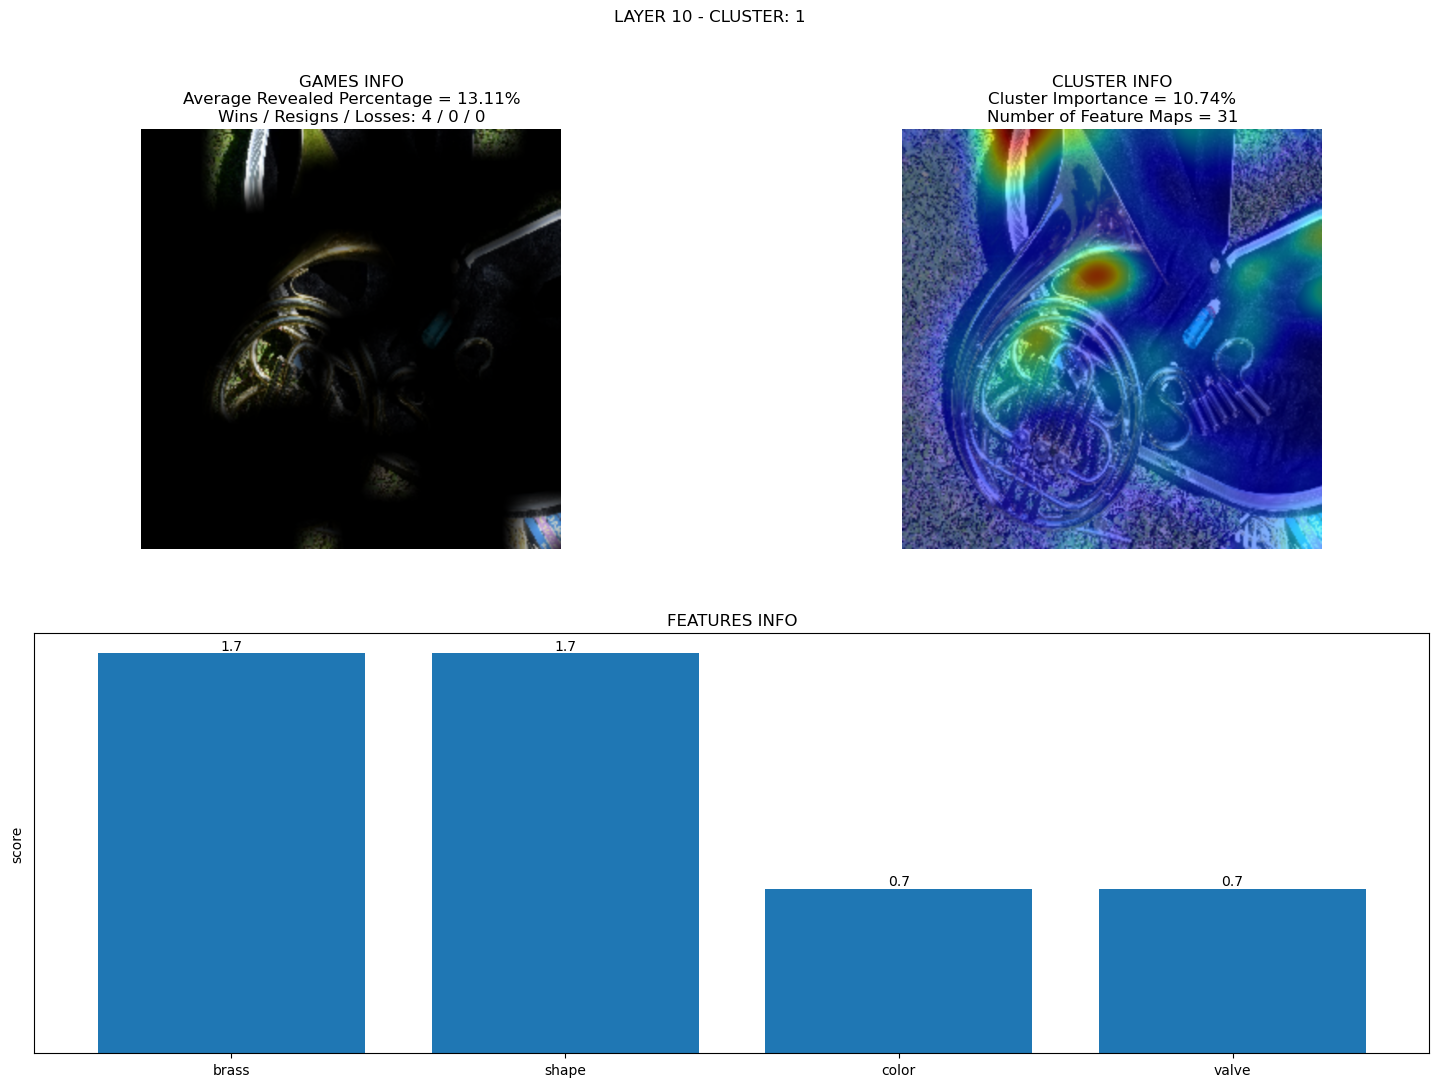 LAYER 10 - CLUSTER: 1
GAMES INFO
Average Revealed Percentage = 13.11%
Wins / Resigns / Losses: 4 / 0 / 0
CLUSTER INFO
Cluster Importance = 10.74%
Number of Feature Maps = 31
FEATURES INFO
score
1.7
1.7
0.7
0.7
brass
shape
color
valve